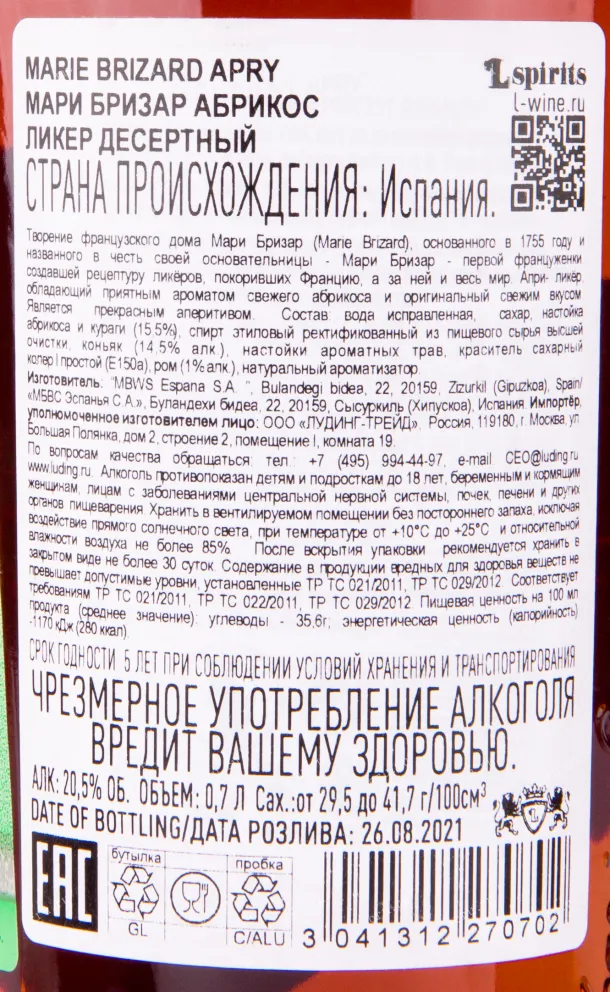 MARIE BRIZARD APRY
МАРИ БРИЗАР АБРИКОС
ЛИКЕР ДЕСЕРТНЫЙ
СТРАНА ПРОИСХОЖДЕНИЯ: Испания.
L spirits
l-wine.ru
Творение французского дома Мари Бризар (Marie Brizard), основанного в 1755 году и
названного в честь своей основательницы - Мари Бризар - первой француженки
создавшей рецептуру ликёров, покоривших Францию, а за ней и весь мир. Апри- ликёр,
обладающий приятным ароматом свежего абрикоса и оригинальный свежим вкусом
Является прекрасным аперитивом. Состав: вода исправленная, сахар, настойка
абрикоса и кураги (15.5%), спирт этиловый ректификованный из пищевого сырья высшей
очистки, коньяк (14,5% алк.), настойки ароматных трав, краситель сахарный
колер I простой (Е150а), ром (1% алк.), натуральный ароматизатор.
Изготовитель: "MBWS Espana S.A. ", Bulandegi bidea, 22, 20159, Zizurkil (Gipuzkoa), Spain/
«МБВС Эспанья С.А.», Буландехи бидеа, 22, 20159, Сысуркиль (Хипускоа), Испания. Импортёр,
уполномоченное изготовителем лицо: ООО «ЛУДИНГ-ТРЕЙД», Россия, 119180, г. Москва, ул.
Большая Полянка, дом 2, строение 2, помещение I, комната 19.
По вопросам качества обращаться: тел.: +7 (495) 994-44-97, e-mail: CEO@luding.ru
www.luding.ru. Алкоголь противопоказан детям и подросткам до 18 лет, беременным и кормящим
женщинам, лицам с заболеваниями центральной нервной системы, почек, печени и других
органов пищеварения. Хранить в вентилируемом помещении без постороннего запаха, исключая
воздействие прямого солнечного света, при температуре от +10°С до +25°С и относительной
влажности воздуха не более 85%. После вскрытия упаковки рекомендуется хранить в
закрытом виде не более 30 суток. Содержание в продукции вредных для здоровья веществ не
превышает допустимые уровни, установленные ТР ТС 021/2011, ТР ТС 029/2012. Соответствует
требованиям ТР ТС 021/2011, ТР ТС 022/2011, ТР ТС 029/2012. Пищевая ценность на 100 мл
продукта (среднее значение): углеводы - 35,6г; энергетическая ценность (калорийность)
-1170 кДж (280 ккал).
СРОК ГОДНОСТИ 5 ЛЕТ ПРИ СОБЛЮДЕНИИ УСЛОВИЙ ХРАНЕНИЯ И ТРАНСПОРТИРОВАНИЯ
ЧРЕЗМЕРНОЕ УПОТРЕБЛЕНИЕ АЛКОГОЛЯ
ВРЕДИТ ВАШЕМУ ЗДОРОВЬЮ.
АЛК: 20,5% ОБ. ОБЪЕМ: 0,7 Л Сах.:от 29,5 до 41,7 г/100см³
DATE OF BOTTLING/ДАТА РОЗЛИВА: 26.08.2021
EAC
бутылка
GL
пробка
C/ALU
3 041312 270702